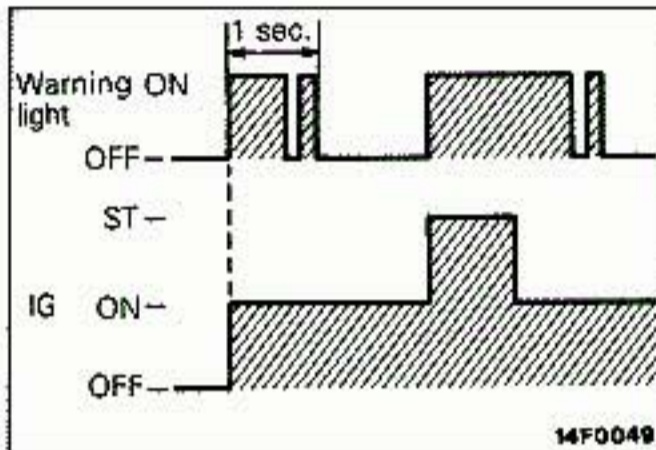 1 sec.
Warning ON
light
OFF
ST
IG ON
OFF
14F0049